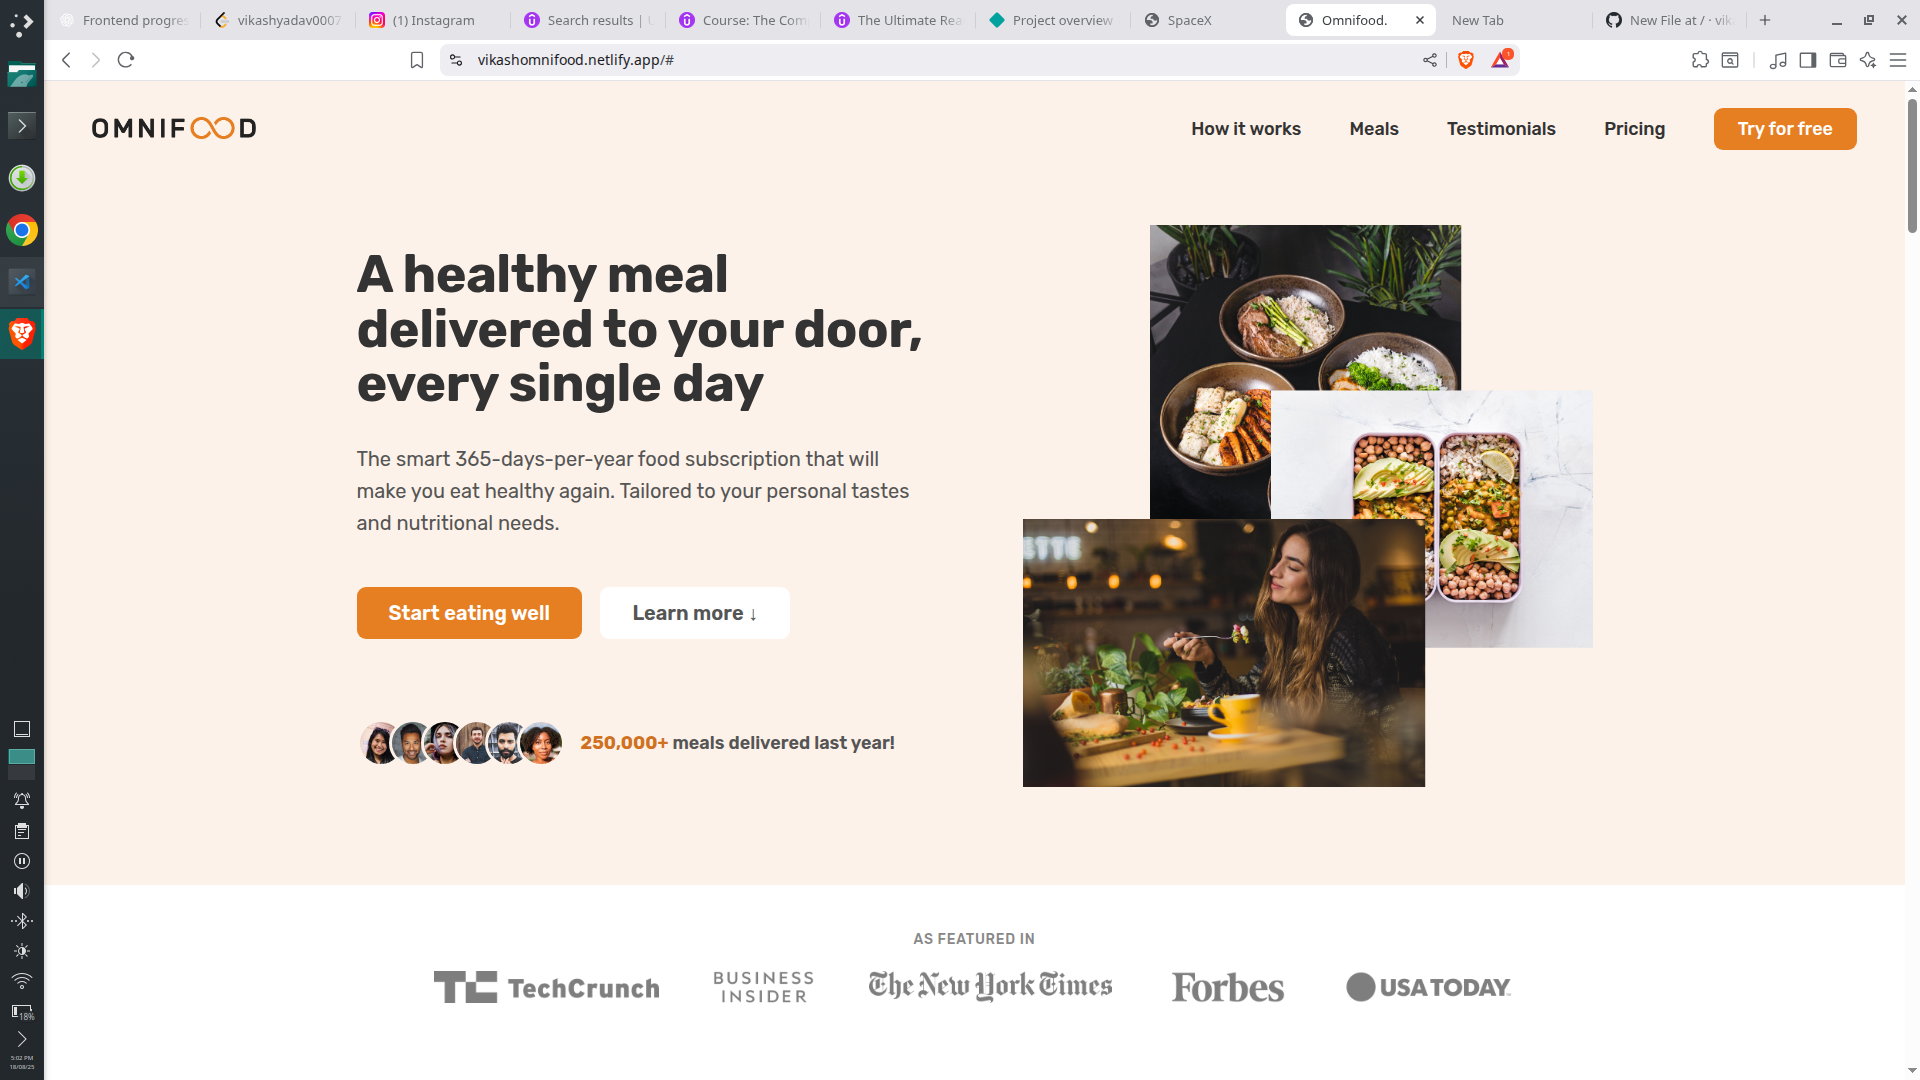 Frontend progres
vikashyadav0007
(1) Instagram
Search results | U
Course: The Com
The Ultimate Rea
Project overview
SpaceX
Omnifood.
New Tab
New File at / · vik
vikashomnifood.netlify.app/#
1
OMNIFOOD
How it works
Meals
Testimonials
Pricing
Try for free
A healthy meal
delivered to your door,
every single day
The smart 365-days-per-year food subscription that will
make you eat healthy again. Tailored to your personal tastes
and nutritional needs.
Start eating well
Learn more ↓
250,000+ meals delivered last year!
AS FEATURED IN
TC TechCrunch
BUSINESS
INSIDER
The New York Times
Forbes
USA TODAY
18%
5:02 PM
18/08/25